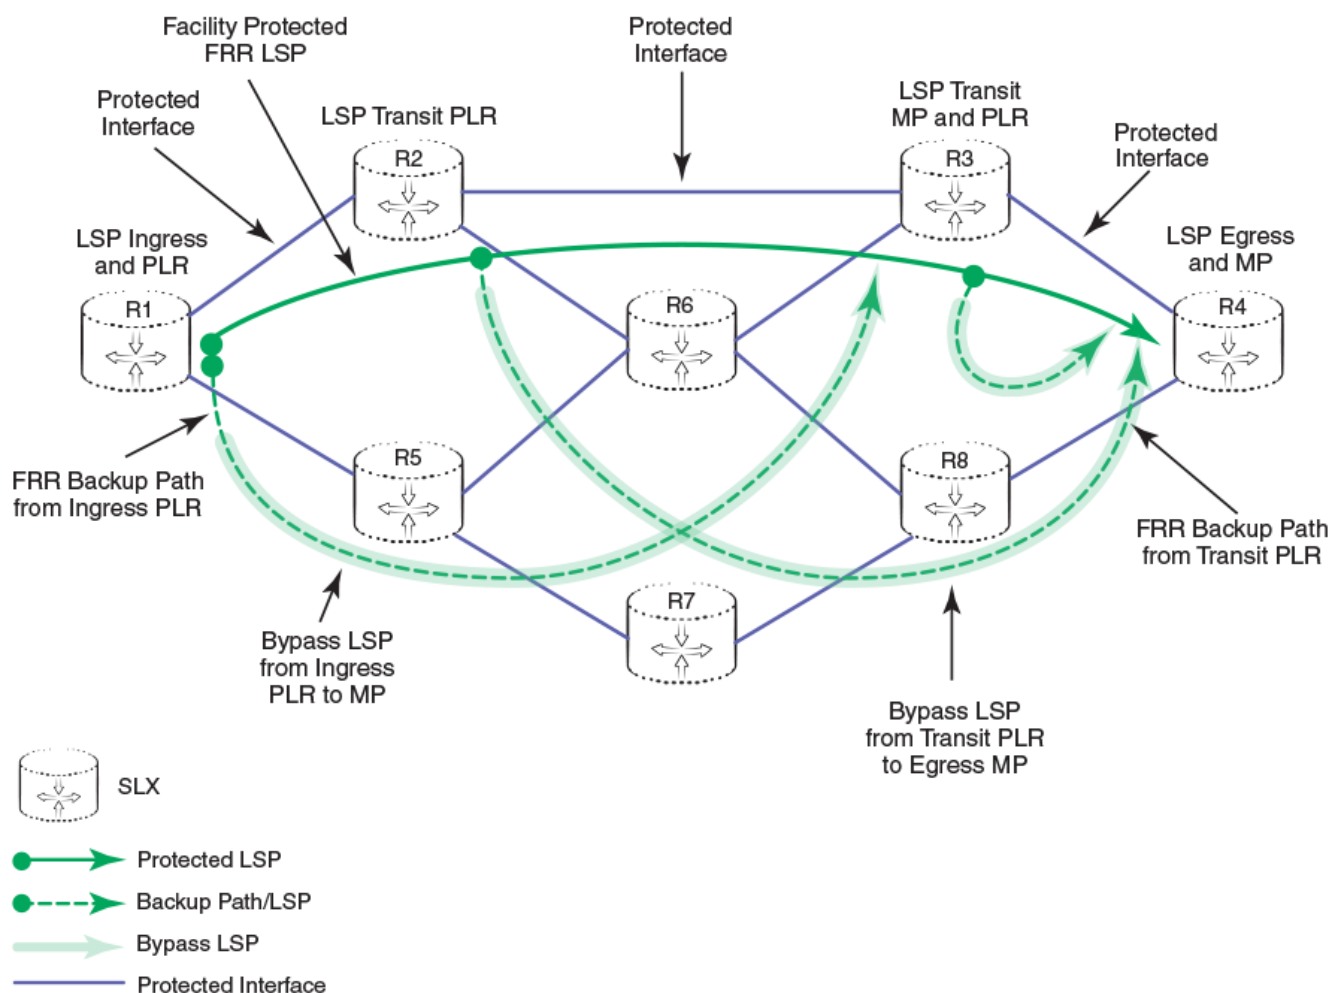 Facility Protected
FRR LSP
Protected
Interface
Protected
Interface
LSP Transit PLR
LSP Transit
MP and PLR
Protected
Interface
R2
R3
LSP Ingress
and PLR
LSP Egress
and MP
R1
R6
R4
R5
R8
FRR Backup Path
from Ingress PLR
FRR Backup Path
from Transit PLR
R7
Bypass LSP
from Ingress
PLR to MP
Bypass LSP
from Transit PLR
to Egress MP
SLX
Protected LSP
Backup Path/LSP
Bypass LSP
Protected Interface